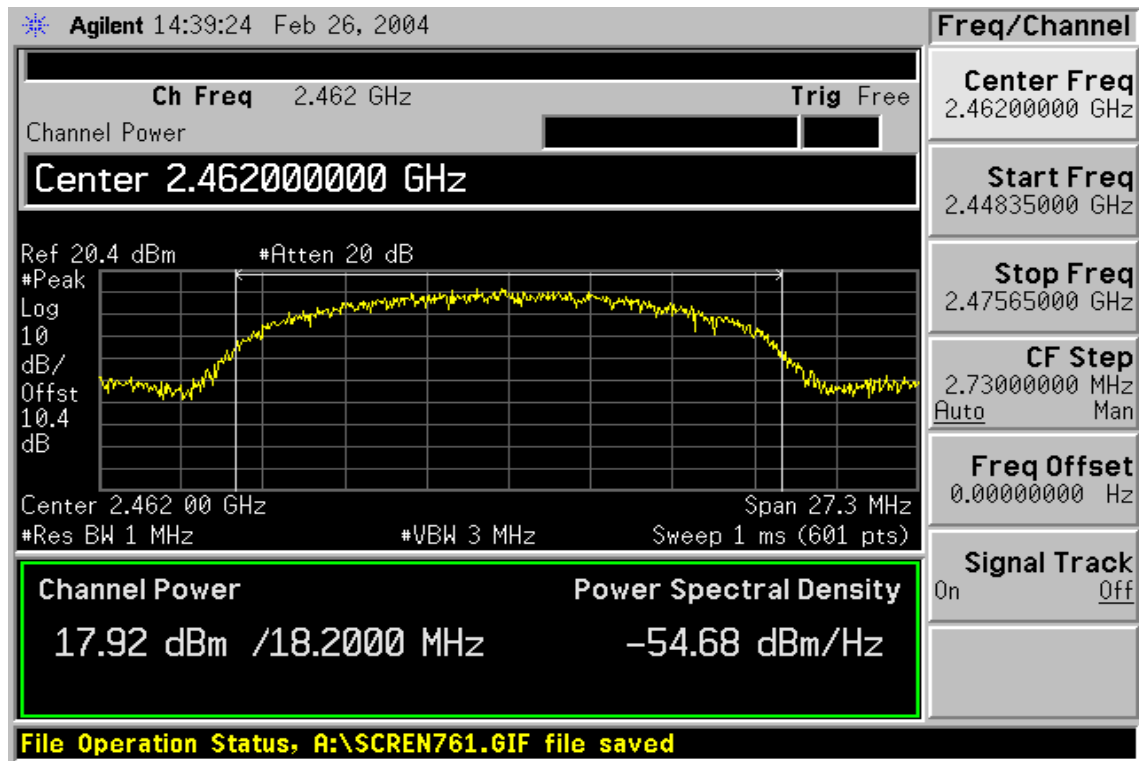 Agilent 14:39:24 Feb 26, 2004
Freq/Channel
Ch Freq 2.462 GHz Trig Free
Channel Power
Center 2.462000000 GHz
Ref 20.4 dBm #Atten 20 dB
#Peak
Log
10
dB/
Offst
10.4
dB
Center 2.462 00 GHz Span 27.3 MHz
#Res BW 1 MHz #VBW 3 MHz Sweep 1 ms (601 pts)
Channel Power Power Spectral Density
17.92 dBm /18.2000 MHz -54.68 dBm/Hz
File Operation Status, A:\SCREN761.GIF file saved
Center Freq
2.46200000 GHz
Start Freq
2.44835000 GHz
Stop Freq
2.47565000 GHz
CF Step
2.73000000 MHz
Auto Man
Freq Offset
0.00000000 Hz
Signal Track
On Off